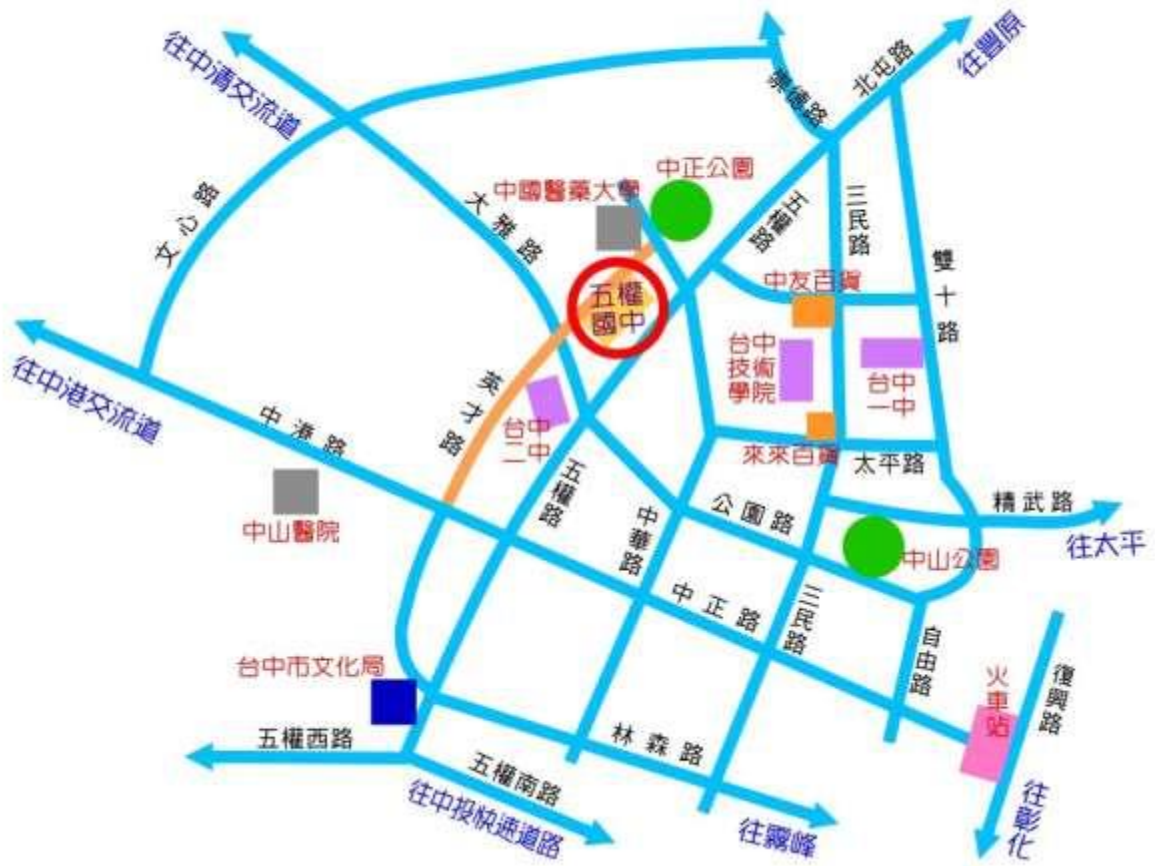 往中清交流道
往豐原
北屯路
崇德路
中正公園
中國醫藥大學
文心路
大雅路
五權路
三民路
雙十路
中友百貨
五權
國中
台中
技術
學院
台中
一中
往中港交流道
中港路
英才路
台中
二中
來來百貨
太平路
中山醫院
五權路
中華路
公園路
精武路
往太平
中山公園
中正路
三民路
自由路
台中市文化局
火車站
復興路
五權西路
林森路
五權南路
往中投快速道路
往霧峰
往彰化